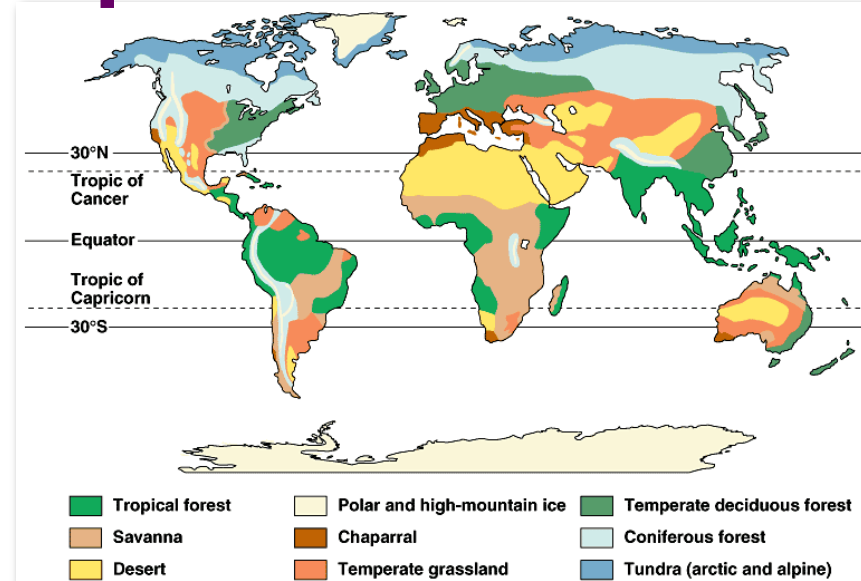 30°N
Tropic of
Cancer
Equator
Tropic of
Capricorn
30°S
Tropical forest
Polar and high-mountain ice
Temperate deciduous forest
Savanna
Chaparral
Coniferous forest
Desert
Temperate grassland
Tundra (arctic and alpine)